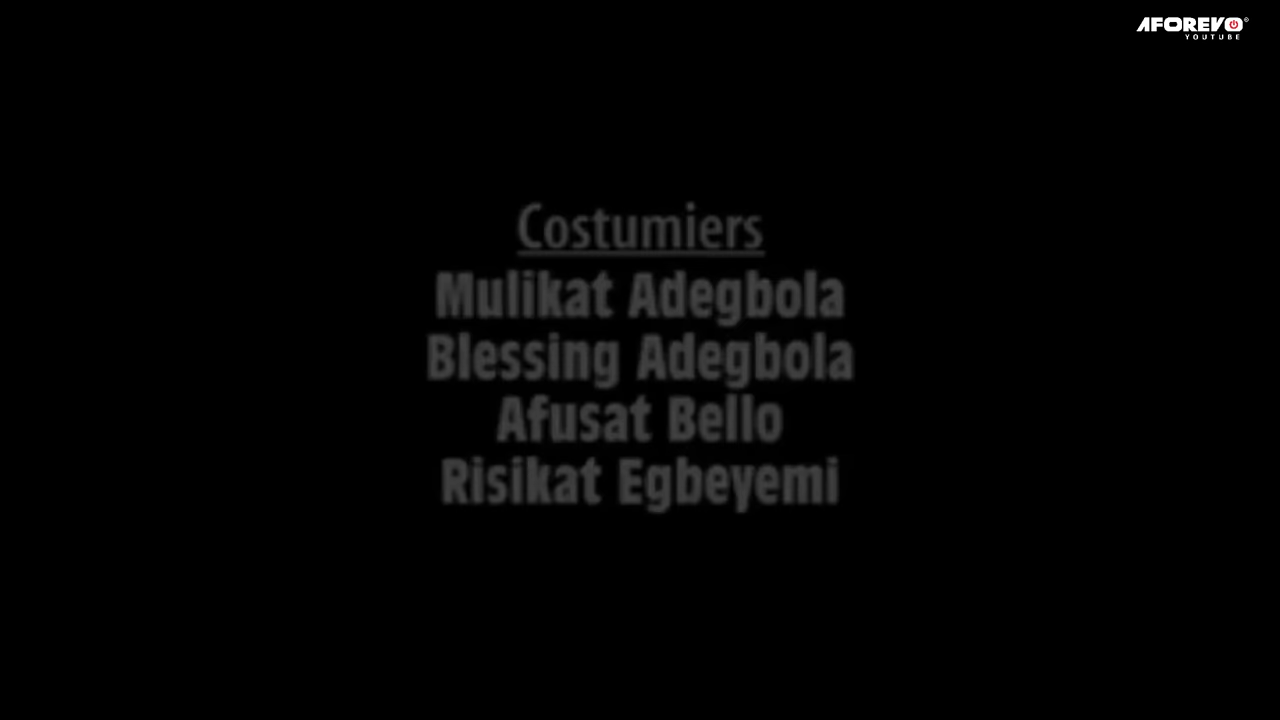 AFOREVO
YOUTUBE
Costumiers
Mulikat Adegbola
Blessing Adegbola
Afusat Bello
Risikat Egbeyemi